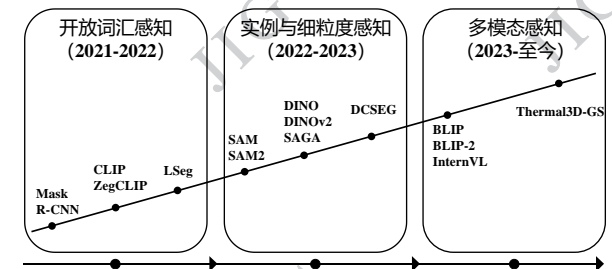 开放词汇感知
（2021-2022）
实例与细粒度感知
（2022-2023）
多模态感知
（2023-至今）
Mask
R-CNN
CLIP
ZegCLIP
LSeg
SAM
SAM2
DINO
DINOv2
SAGA
DCSEG
BLIP
BLIP-2
InternVL
Thermal3D-GS